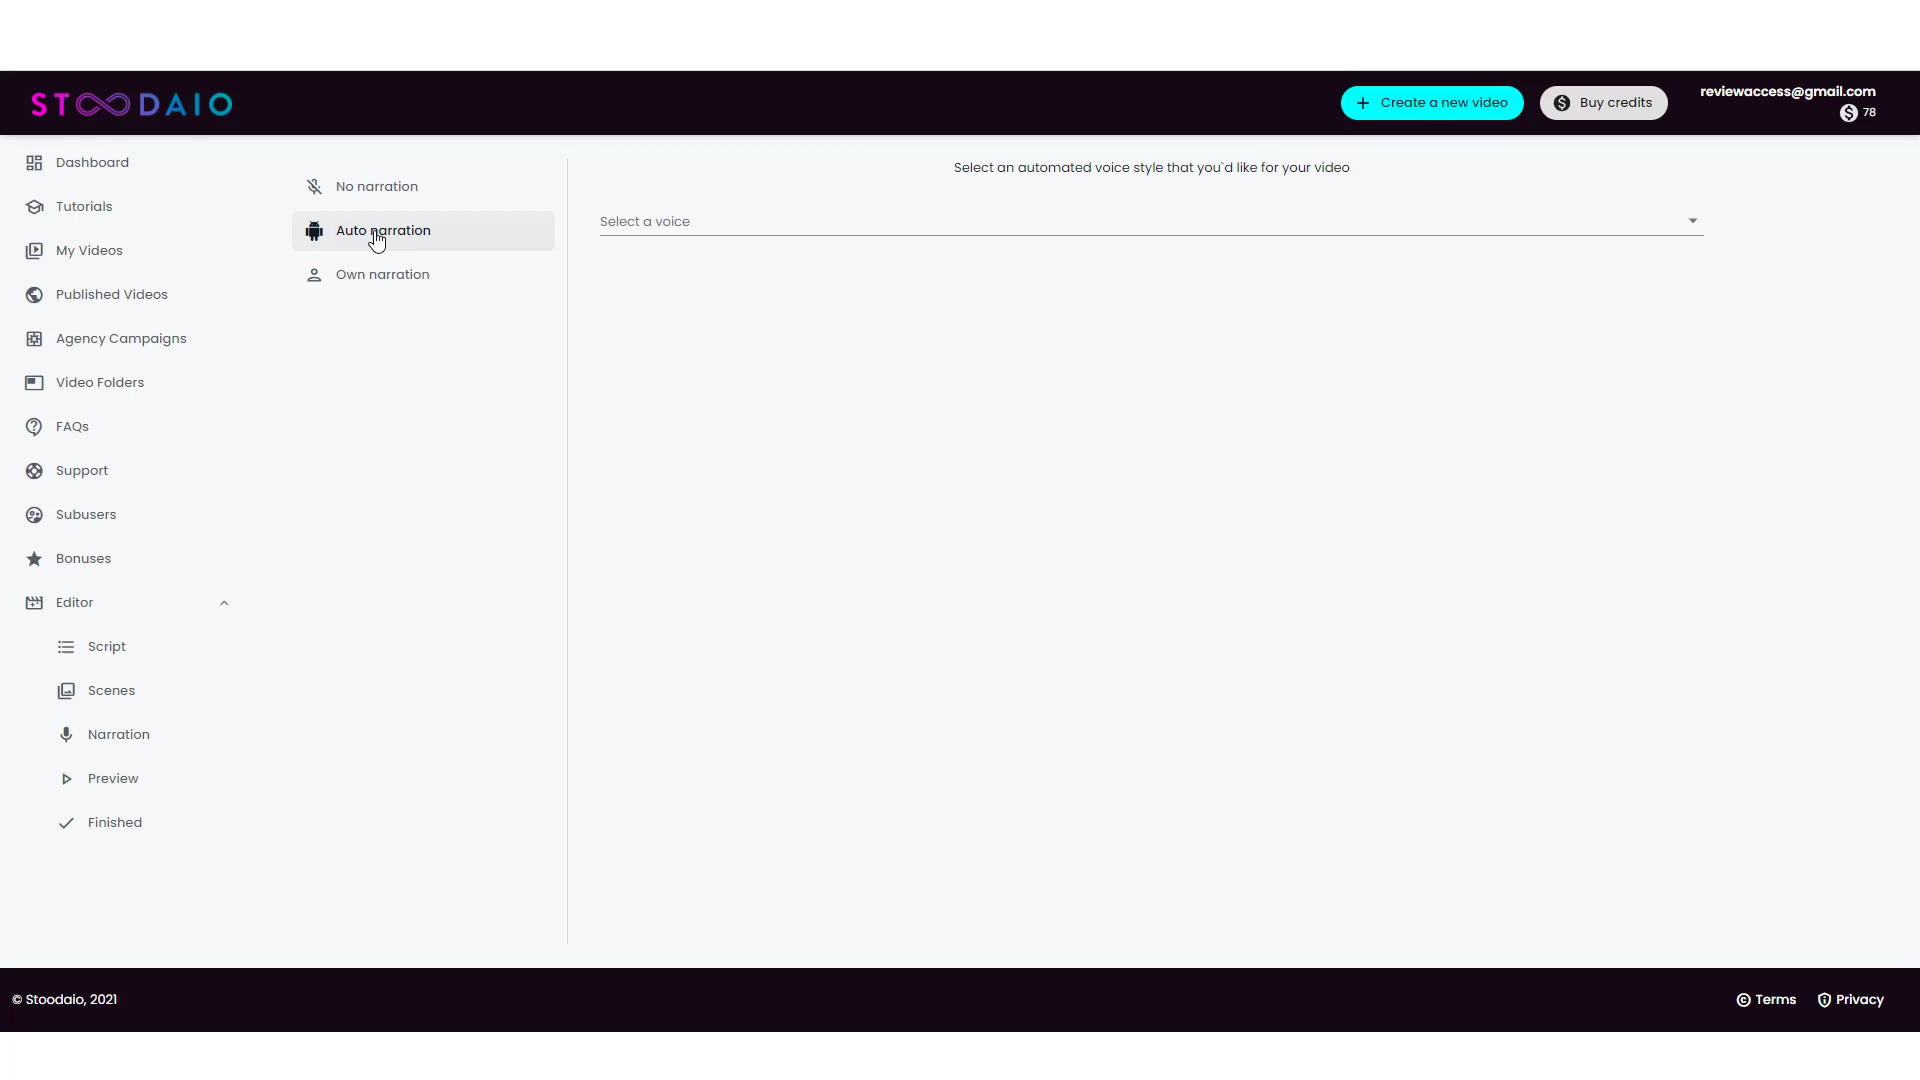 STOODAIO
Create a new video
Buy credits
reviewaccess@gmail.com
78
Dashboard
Tutorials
My Videos
Published Videos
Agency Campaigns
Video Folders
FAQs
Support
Subusers
Bonuses
Editor
Script
Scenes
Narration
Preview
Finished
No narration
Auto narration
Own narration
Select an automated voice style that you`d like for your video
Select a voice
© Stoodaio, 2021
Terms
Privacy